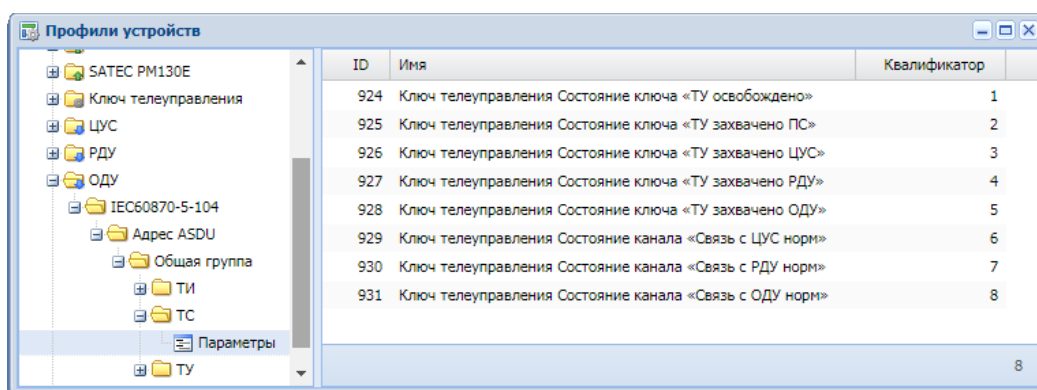 Профили устройств
SATEC PM130E
Ключ телеуправления
ЦУС
РДУ
ОДУ
IEC60870-5-104
Адрес ASDU
Общая группа
ТИ
ТС
Параметры
ТУ
ID Имя Квалификатор
924 Ключ телеуправления Состояние ключа «ТУ освобождено» 1
925 Ключ телеуправления Состояние ключа «ТУ захвачено ПС» 2
926 Ключ телеуправления Состояние ключа «ТУ захвачено ЦУС» 3
927 Ключ телеуправления Состояние ключа «ТУ захвачено РДУ» 4
928 Ключ телеуправления Состояние ключа «ТУ захвачено ОДУ» 5
929 Ключ телеуправления Состояние канала «Связь с ЦУС норм» 6
930 Ключ телеуправления Состояние канала «Связь с РДУ норм» 7
931 Ключ телеуправления Состояние канала «Связь с ОДУ норм» 8
8